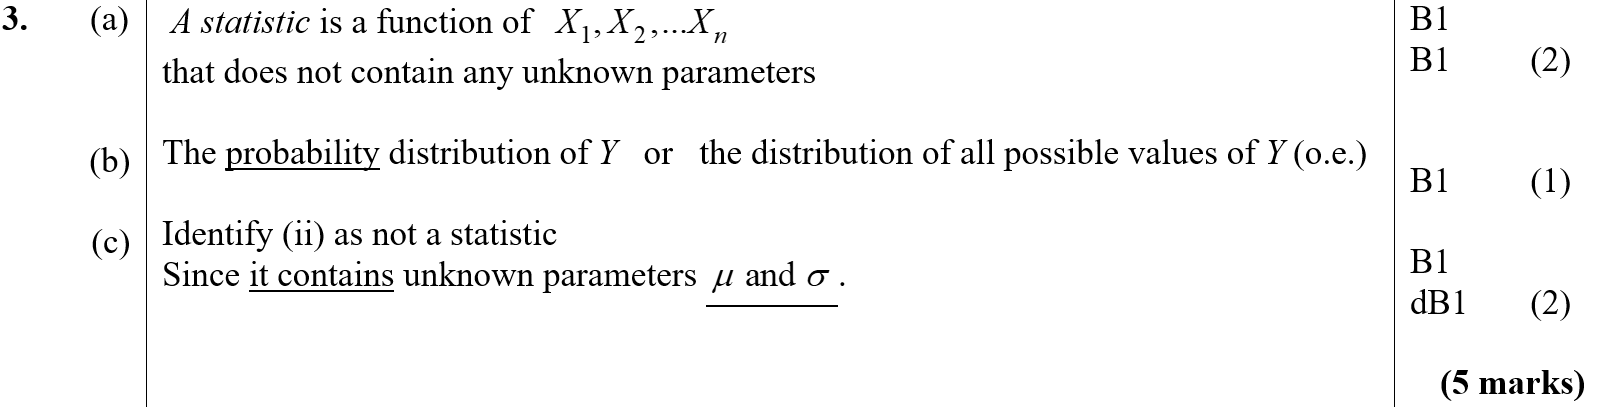 3. (a) A statistic is a function of X₁, X₂,...Xₙ B1
that does not contain any unknown parameters B1 (2)
(b) The probability distribution of Y or the distribution of all possible values of Y (o.e.)
B1 (1)
(c) Identify (ii) as not a statistic B1
Since it contains unknown parameters μ and σ. dB1 (2)
(5 marks)